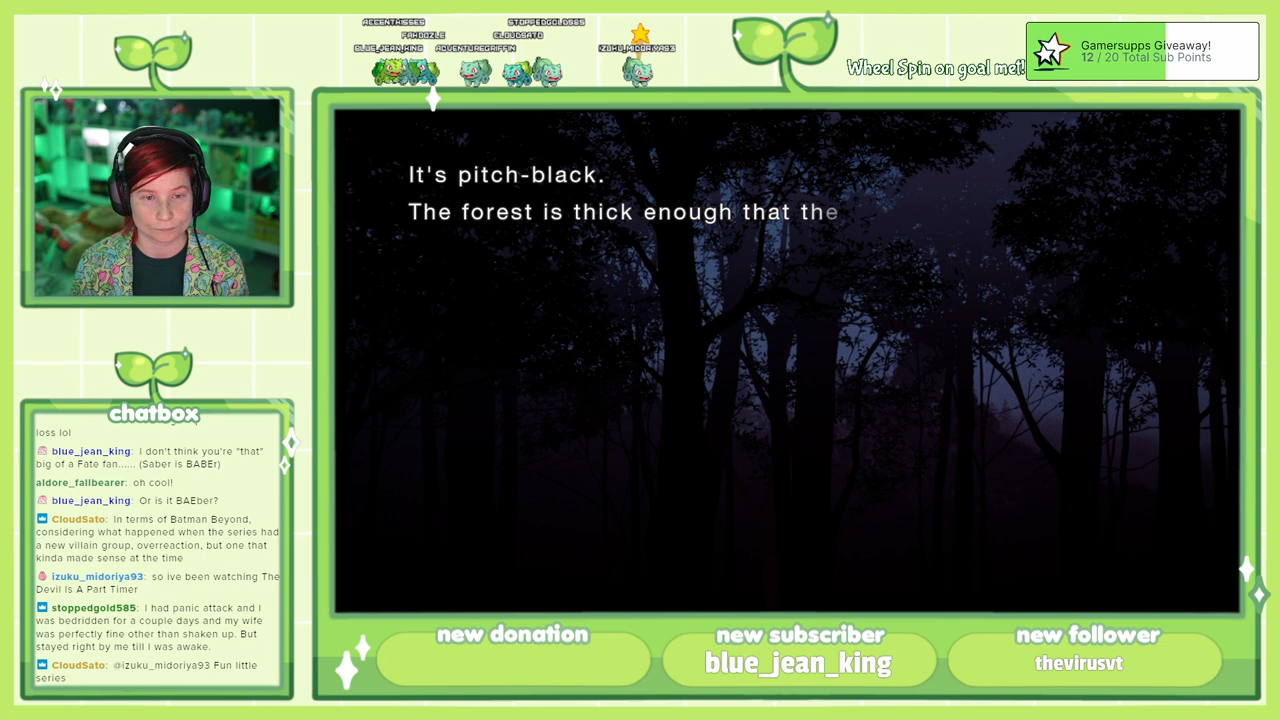 ACCENTKISSES
STOPPEDGOLD585
FAHDOZLE
CLOUDSATO
BLUE_JEAN_KING
ADVENTUREGRIFFIN
IZUKU_MIDORIYA93
Wheel Spin on goal met!
7
Gamersupps Giveaway!
12 / 20 Total Sub Points
It's pitch-black.
The forest is thick enough that the
chatbox
loss lol
blue_jean_king: I don't think you're "that"
big of a Fate fan...... (Saber is BABEr)
aldore_fallbearer: oh cool!
blue_jean_king: Or is it BAEber?
CloudSato: In terms of Batman Beyond,
considering what happened when the series had
a new villain group, overreaction, but one that
kinda made sense at the time
izuku_midoriya93: so ive been watching The
Devil Is A Part Timer
stoppedgold585: I had panic attack and I
was bedridden for a couple days and my wife
was perfectly fine other than shaken up. But
stayed right by me till I was awake.
CloudSato: @izuku_midoriya93 Fun little
series
new donation
new subscriber
blue_jean_king
new follower
thevirusvt